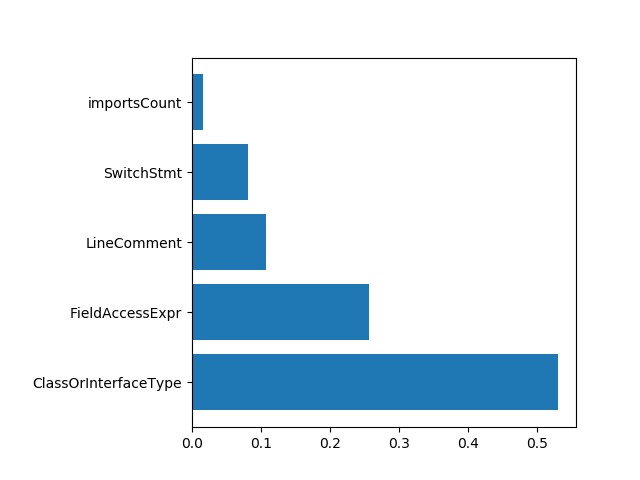 importsCount
SwitchStmt
LineComment
FieldAccessExpr
ClassOrInterfaceType
0.0 0.1 0.2 0.3 0.4 0.5